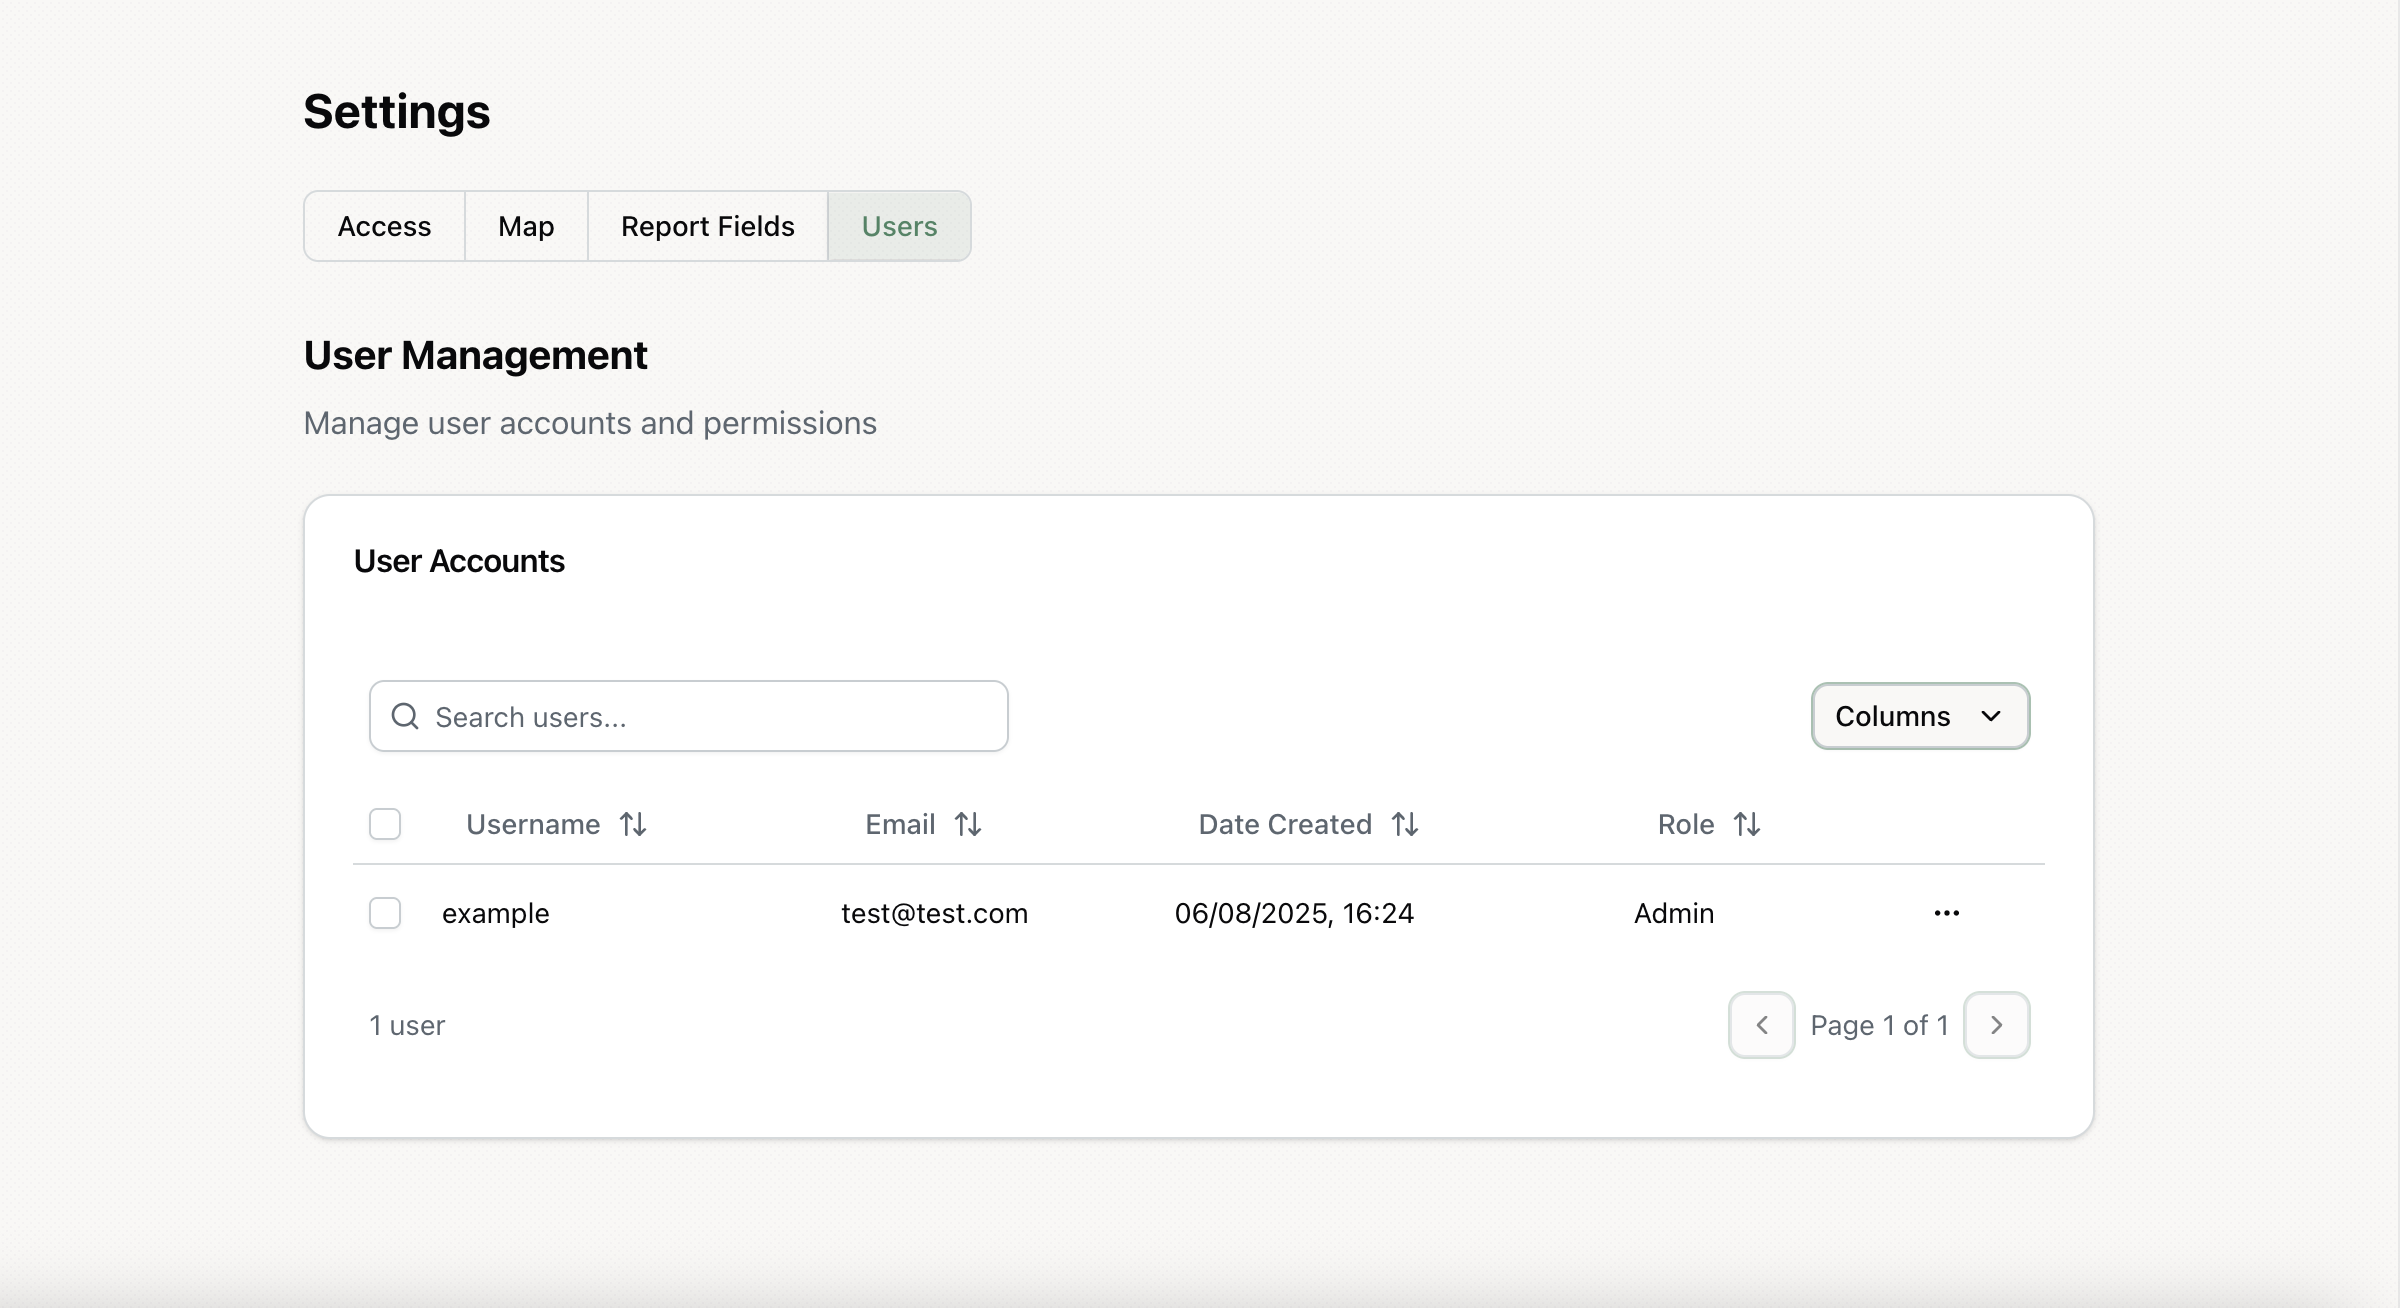 Settings
Access Map Report Fields Users
User Management
Manage user accounts and permissions
User Accounts
Search users...
Columns
Username Email Date Created Role
example test@test.com 06/08/2025, 16:24 Admin
1 user
Page 1 of 1